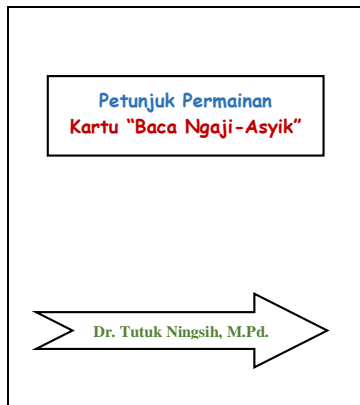 Petunjuk Permainan
Kartu “Baca Ngaji-Asyik”
Dr. Tutuk Ningsih, M.Pd.